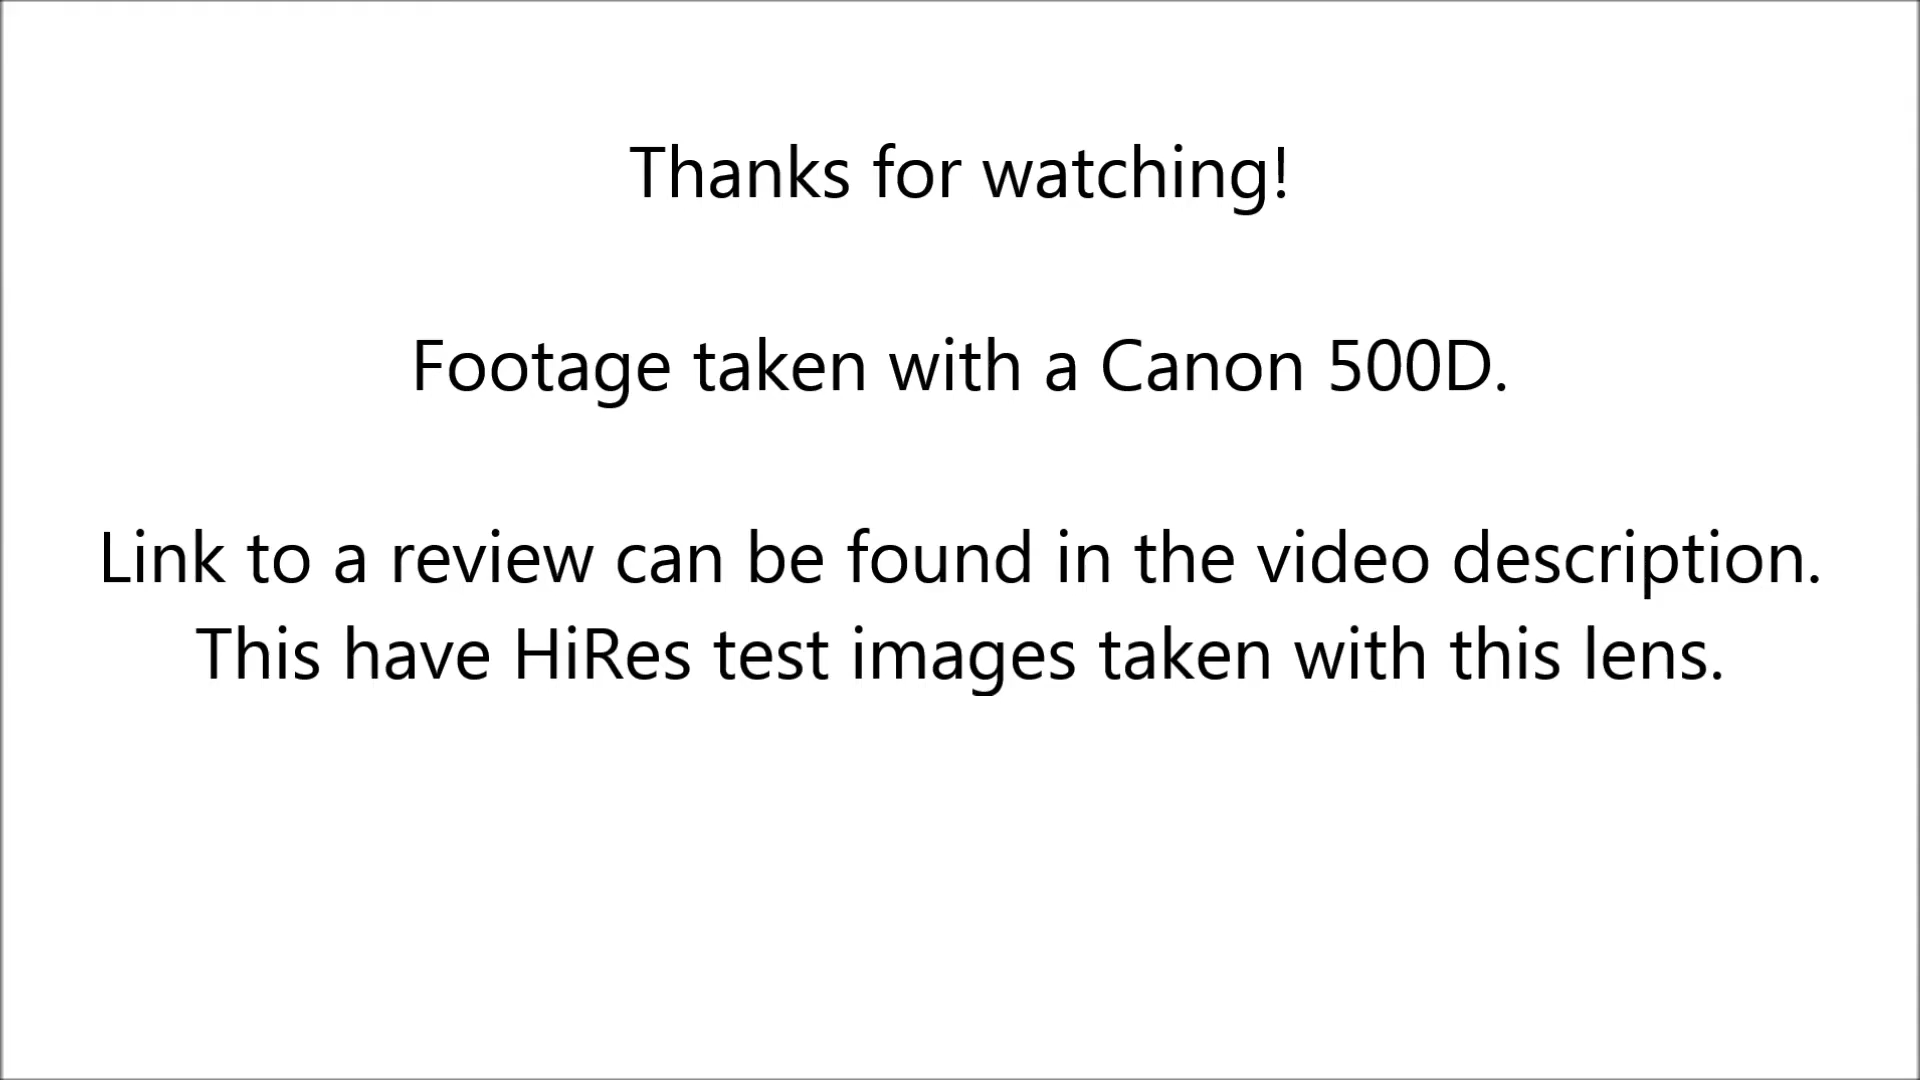 Thanks for watching!
Footage taken with a Canon 500D.
Link to a review can be found in the video description.
This have HiRes test images taken with this lens.